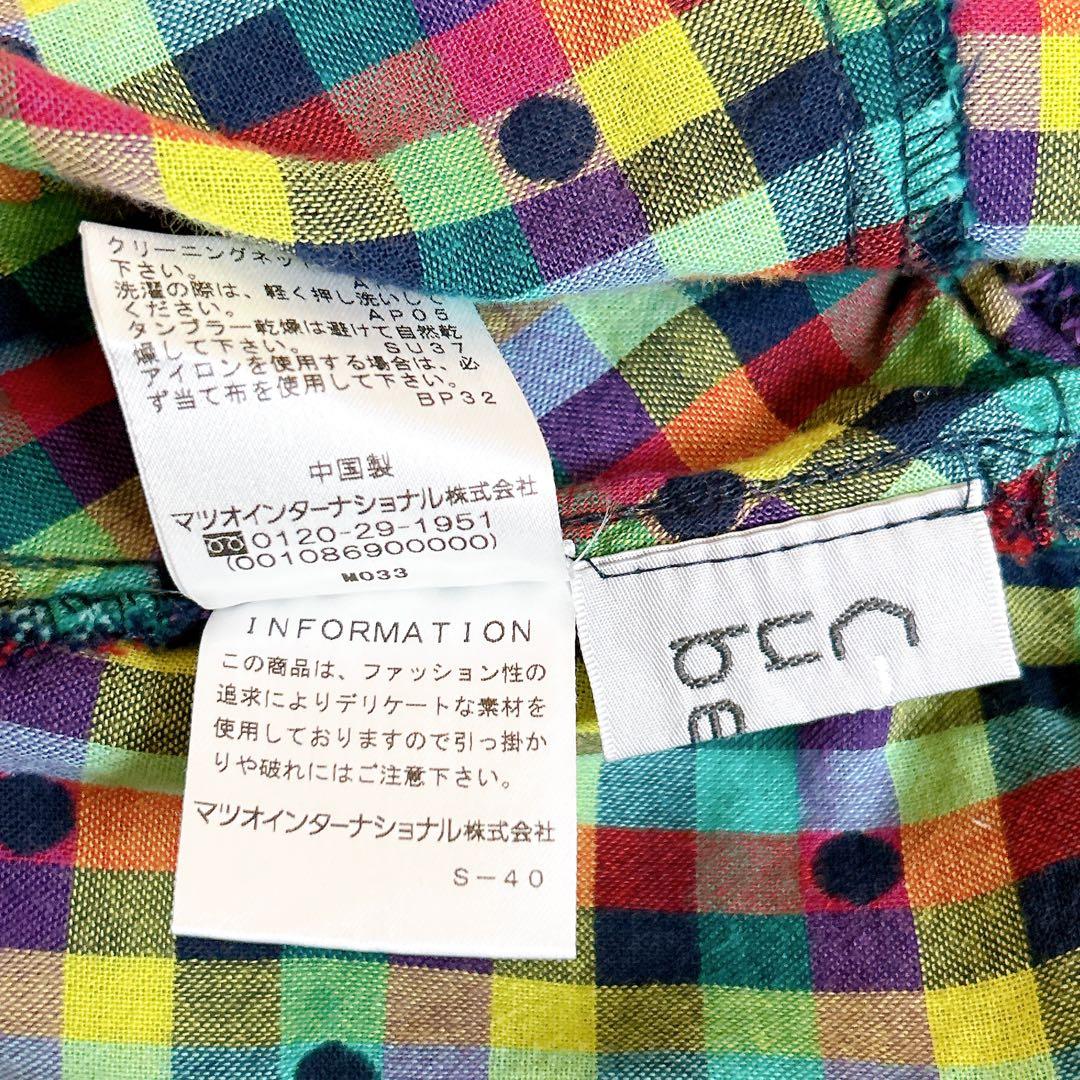 クリーニングネッ
下さい。
洗濯の際は、軽く押し洗いして
ください。 AP05
タンブラー乾燥は避けて自然乾
燥して下さい。 SU37
アイロンを使用する場合は、必
ず当て布を使用して下さい。
BP32
中国製
マツオインターナショナル株式会社
0120-29-1951
(001086900000)
M033
INFORMATION
この商品は、ファッション性の
追求によりデリケートな素材を
使用しておりますので引っ掛か
りや破れにはご注意下さい。
マツオインターナショナル株式会社
S-40